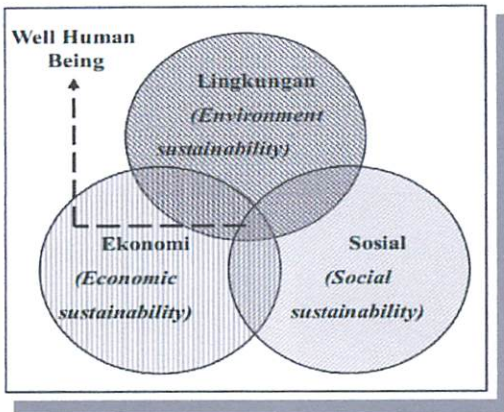 Well Human
Being
Lingkungan
(Environment
sustainability)
Ekonomi
(Economic
sustainability)
Sosial
(Social
sustainability)